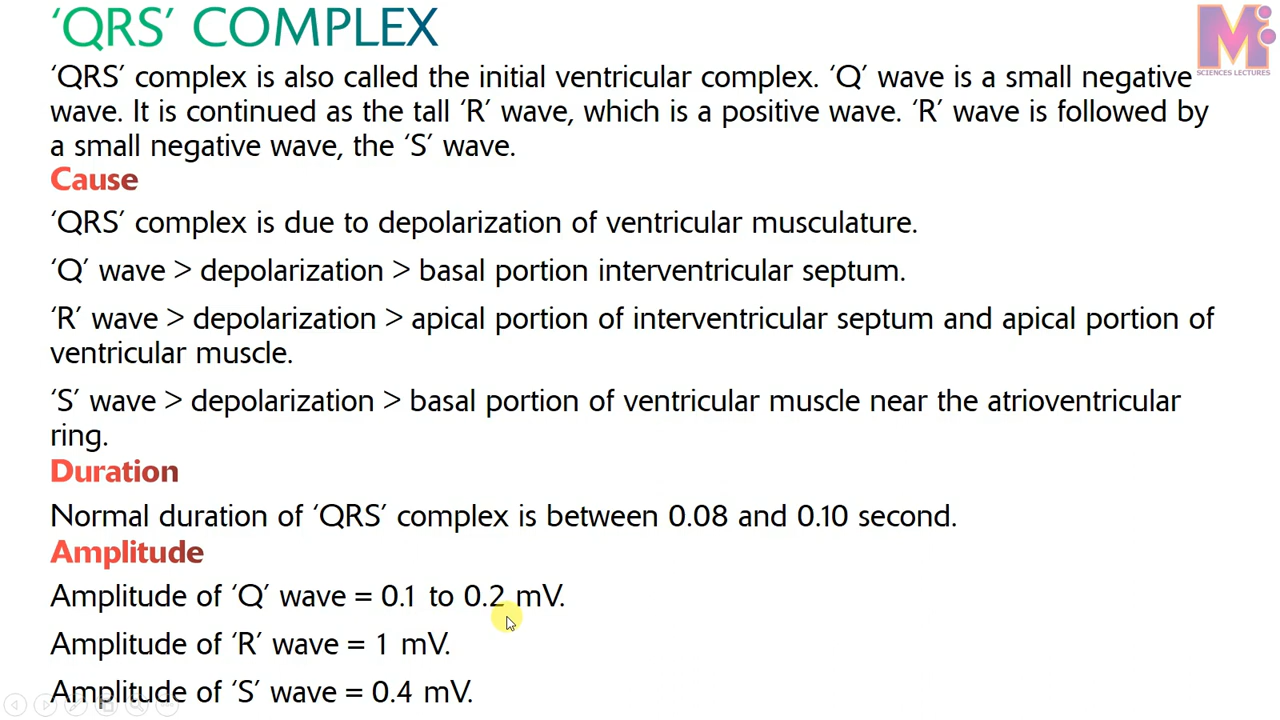 ‘QRS’ COMPLEX
M
SCIENCES LECTURES
‘QRS’ complex is also called the initial ventricular complex. ‘Q’ wave is a small negative
wave. It is continued as the tall ‘R’ wave, which is a positive wave. ‘R’ wave is followed by
a small negative wave, the ‘S’ wave.
Cause
‘QRS’ complex is due to depolarization of ventricular musculature.
‘Q’ wave > depolarization > basal portion interventricular septum.
‘R’ wave > depolarization > apical portion of interventricular septum and apical portion of
ventricular muscle.
‘S’ wave > depolarization > basal portion of ventricular muscle near the atrioventricular
ring.
Duration
Normal duration of ‘QRS’ complex is between 0.08 and 0.10 second.
Amplitude
Amplitude of ‘Q’ wave = 0.1 to 0.2 mV.
Amplitude of ‘R’ wave = 1 mV.
Amplitude of ‘S’ wave = 0.4 mV.